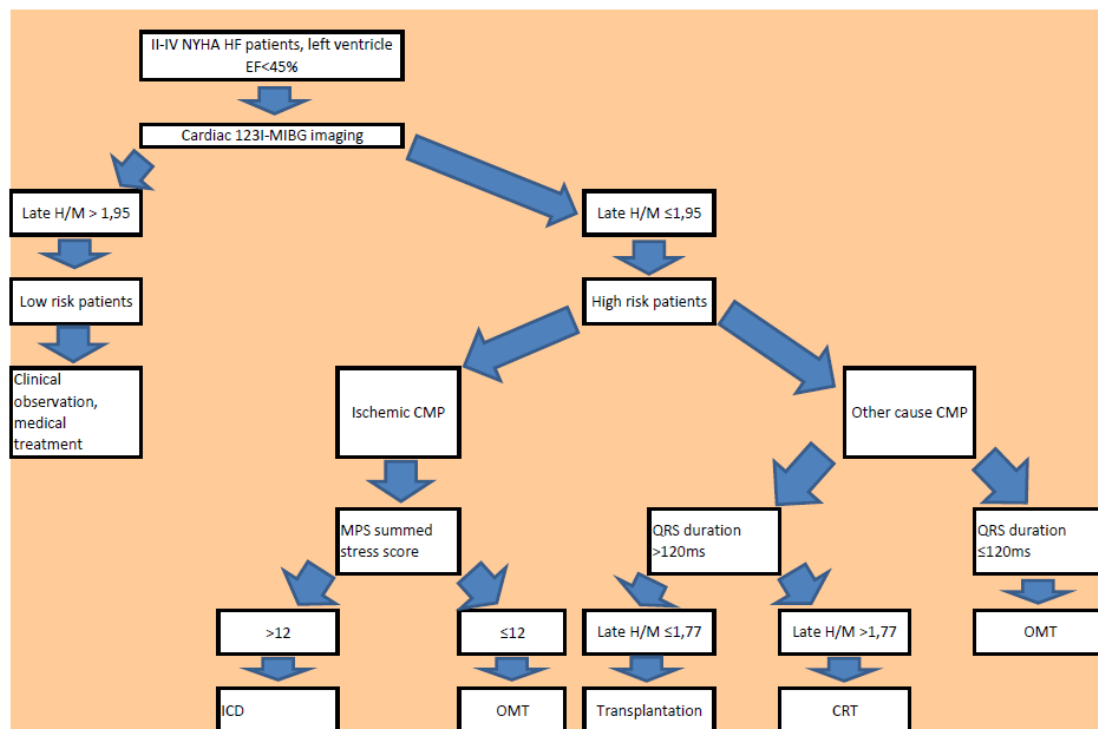 II-IV NYHA HF patients, left ventricle
EF<45%
Cardiac 123I-MIBG imaging
Late H/M > 1,95
Late H/M ≤1,95
Low risk patients
High risk patients
Clinical
observation,
medical
treatment
Ischemic CMP
Other cause CMP
MPS summed
stress score
QRS duration
>120ms
QRS duration
≤120ms
>12
≤12
Late H/M ≤1,77
Late H/M >1,77
OMT
ICD
OMT
Transplantation
CRT